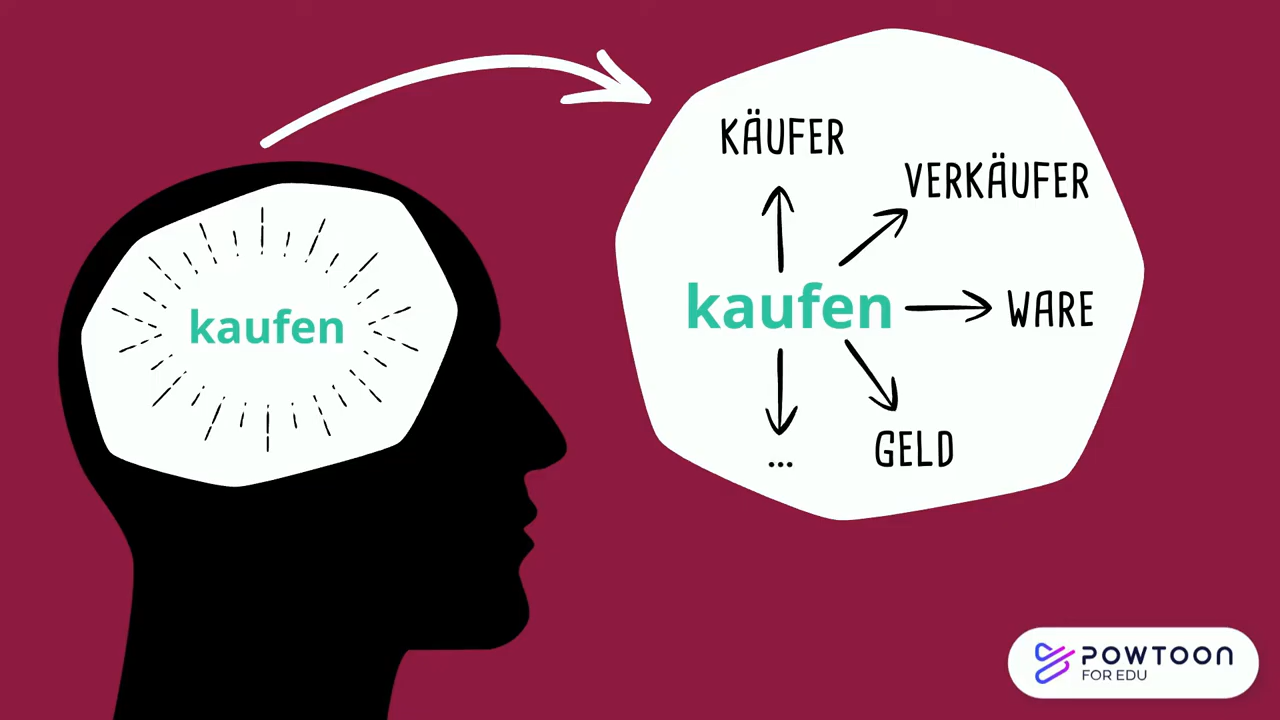 kaufen
KÄUFER
VERKÄUFER
kaufen
WARE
GELD
...
POWTOON
FOR EDU